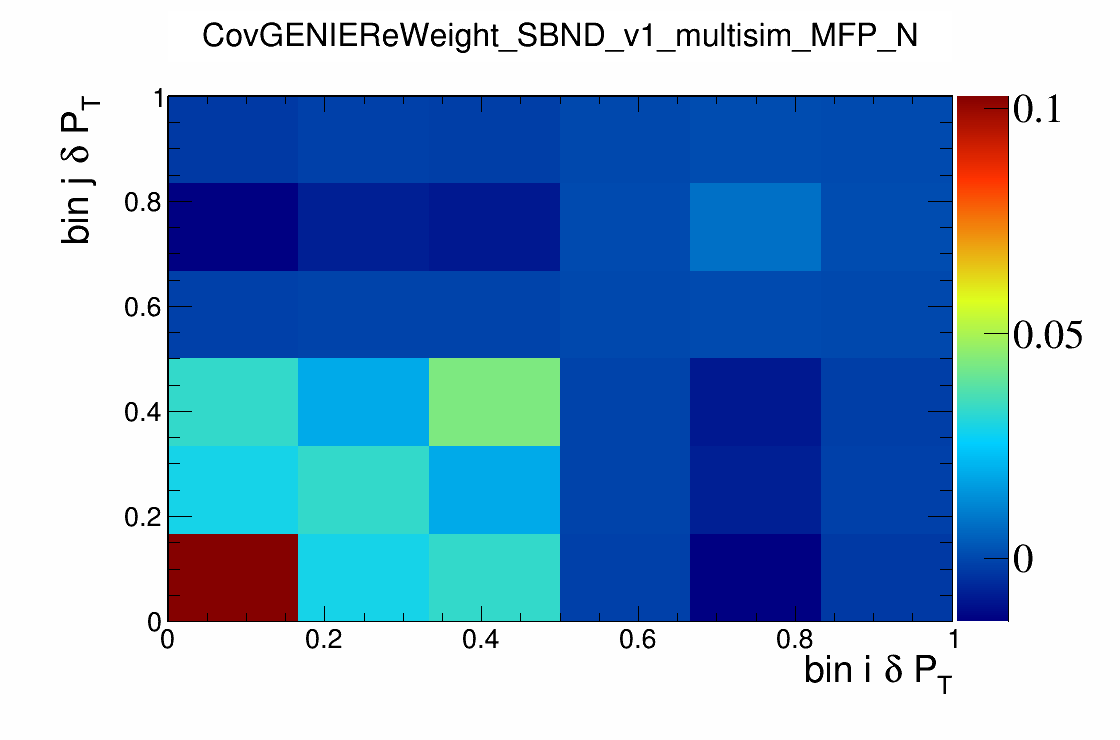 CovGENIEReWeight_SBND_v1_multisim_MFP_N
bin j δ P_T
1
0.8
0.6
0.4
0.2
0
0 0.2 0.4 0.6 0.8 1
bin i δ P_T
0.1
0.05
0